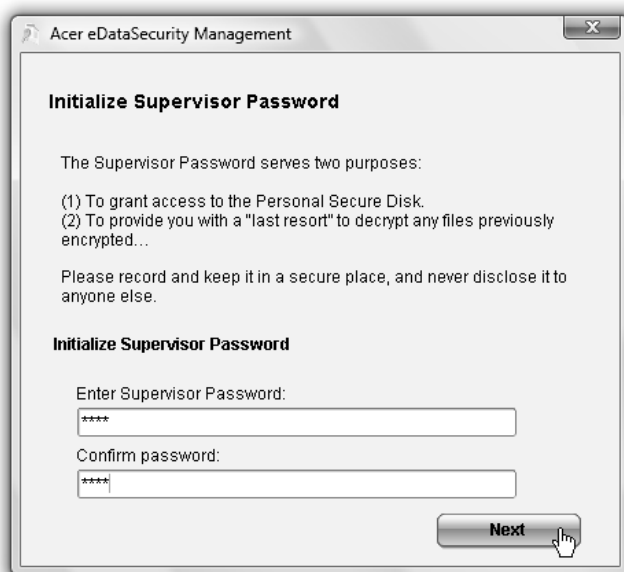 Acer eDataSecurity Management
Initialize Supervisor Password
The Supervisor Password serves two purposes:
(1) To grant access to the Personal Secure Disk.
(2) To provide you with a "last resort" to decrypt any files previously
encrypted...
Please record and keep it in a secure place, and never disclose it to
anyone else.
Initialize Supervisor Password
Enter Supervisor Password:
****
Confirm password:
****
Next